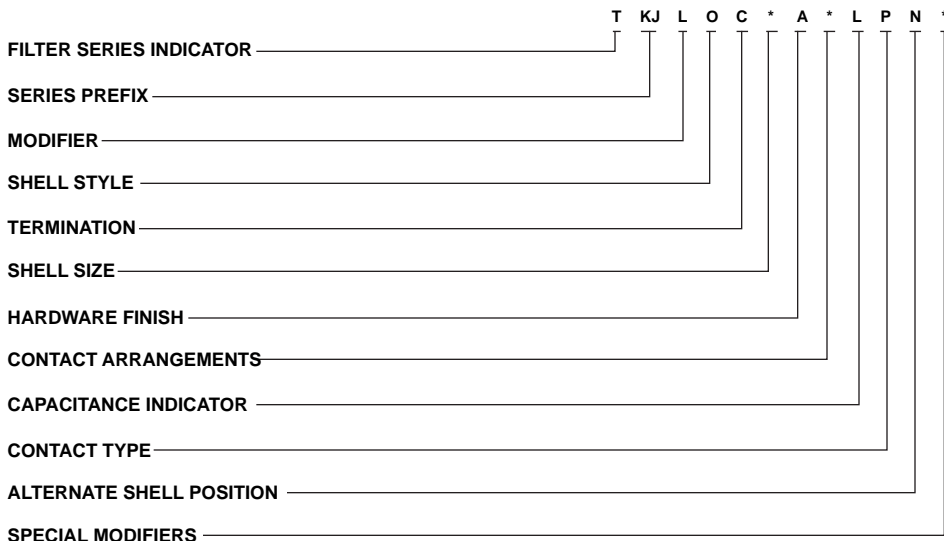 T KJ L O C * A * L P N *
FILTER SERIES INDICATOR
SERIES PREFIX
MODIFIER
SHELL STYLE
TERMINATION
SHELL SIZE
HARDWARE FINISH
CONTACT ARRANGEMENTS
CAPACITANCE INDICATOR
CONTACT TYPE
ALTERNATE SHELL POSITION
SPECIAL MODIFIERS